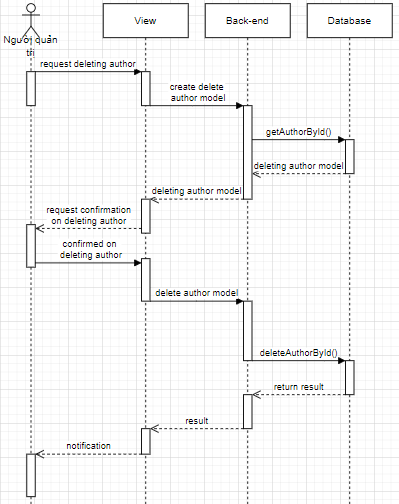 View
Back-end
Database
Người quản
trị
request deleting author
create delete
author model
getAuthorById()
deleting author model
deleting author model
request confirmation
on deleting author
confirmed on
deleting author
delete author model
deleteAuthorById()
return result
result
notification